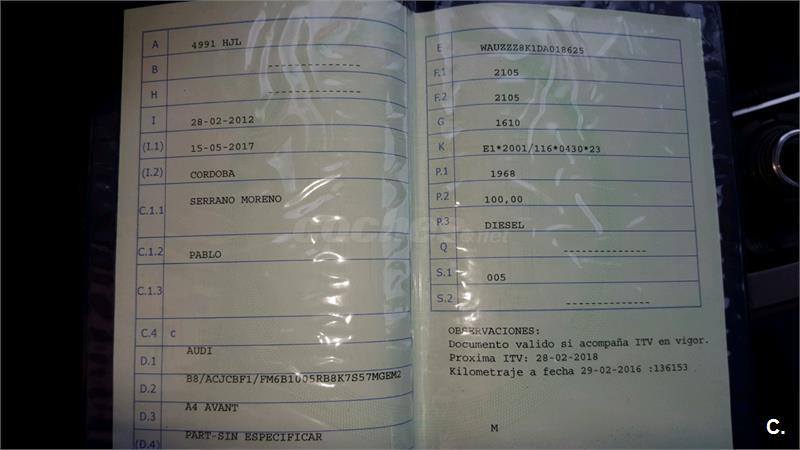 A 4991 HJL
B --------------
H --------------
I 28-02-2012
(I.1) 15-05-2017
(I.2) CORDOBA
C.1.1 SERRANO MORENO
C.1.2 PABLO
C.1.3
C.4 c
D.1 AUDI
D.2 B8/ACJCBF1/FM6B1005RB8K7S57MGEM2
D.3 A4 AVANT
(D.4) PART-SIN ESPECIFICAR
E WAUZZZ8K1DA018625
F.1 2105
F.2 2105
G 1610
K E1*2001/116*0430*23
P.1 1968
P.2 100,00
P.3 DIESEL
Q -------------
S.1 005
S.2 -------------
OBSERVACIONES:
Documento valido si acompaña ITV en vigor.
Proxima ITV: 28-02-2018
Kilometraje a fecha 29-02-2016 :136153
M
coches.net
C.